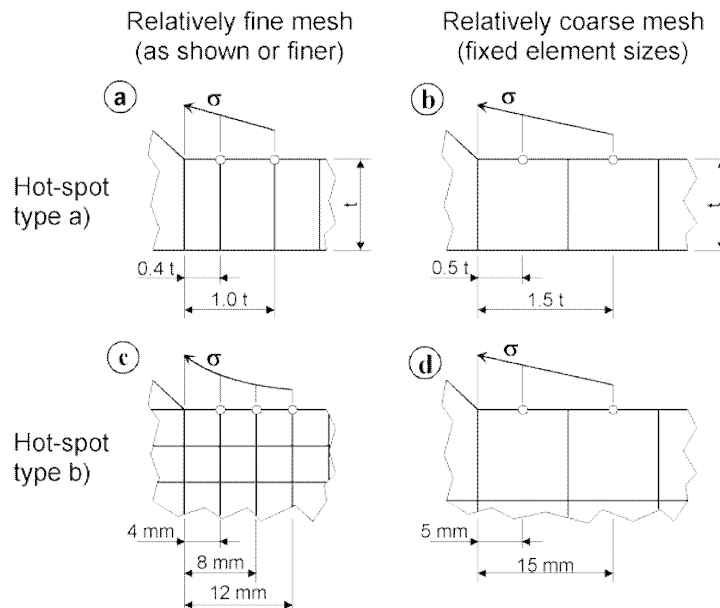 Relatively fine mesh
(as shown or finer)
Relatively coarse mesh
(fixed element sizes)
a
σ
b
σ
Hot-spot
type a)
t
t
0.4 t
1.0 t
0.5 t
1.5 t
c
σ
d
σ
Hot-spot
type b)
4 mm
8 mm
12 mm
5 mm
15 mm